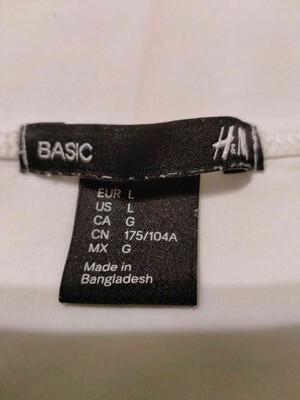 BASIC H&M
EUR L
US L
CA G
CN 175/104A
MX G
Made in
Bangladesh